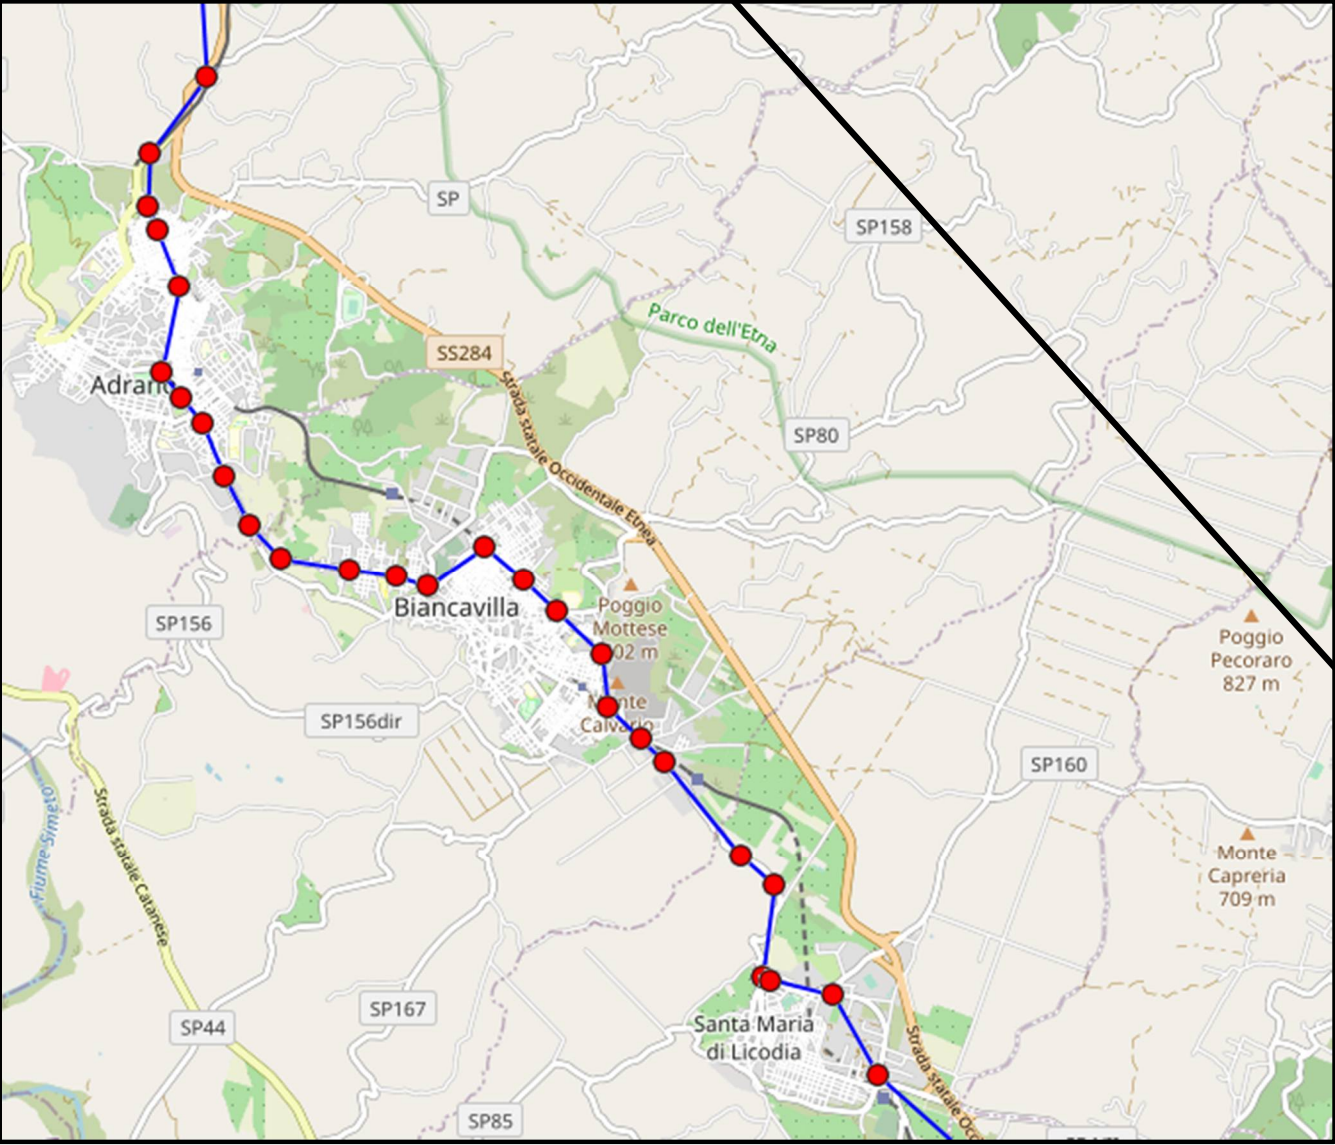 SP
SP158
Parco dell'Etna
SS284
Strada statale Occidentale Etnea
Adrano
SP80
Biancavilla
SP156
Poggio
Mottese
02 m
Poggio
Pecoraro
827 m
SP156dir
Monte
Calvario
SP160
Fiume Simeto
Strada statale Catanese
Monte
Capreria
709 m
SP167
SP44
Santa Maria
di Licodia
Strada statale Occ
SP85